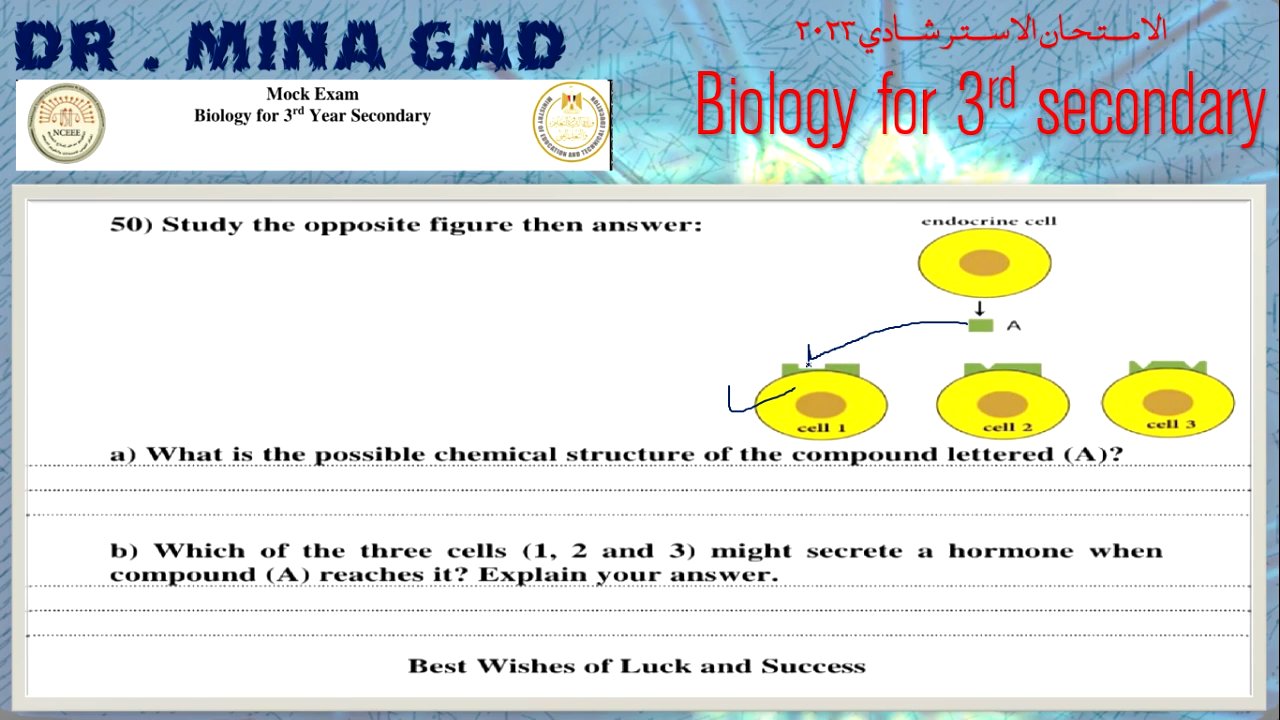 DR . MINA GAD
الامتحان الاسترشادي ٢٠٢٣
Biology for 3rd secondary
NCEEE
Mock Exam
Biology for 3rd Year Secondary
50) Study the opposite figure then answer:
endocrine cell
A
cell 1
cell 2
cell 3
a) What is the possible chemical structure of the compound lettered (A)?
b) Which of the three cells (1, 2 and 3) might secrete a hormone when
compound (A) reaches it? Explain your answer.
Best Wishes of Luck and Success